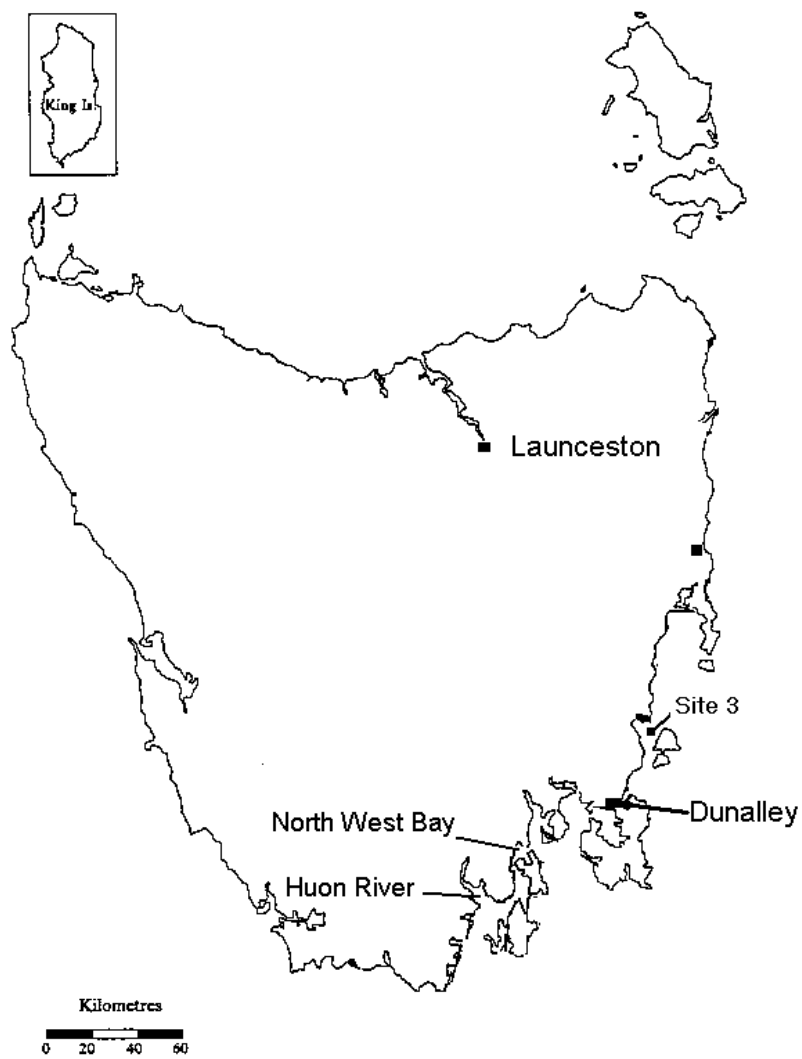 King Is
Launceston
Site 3
Dunalley
North West Bay
Huon River
Kilometres
0 20 40 60